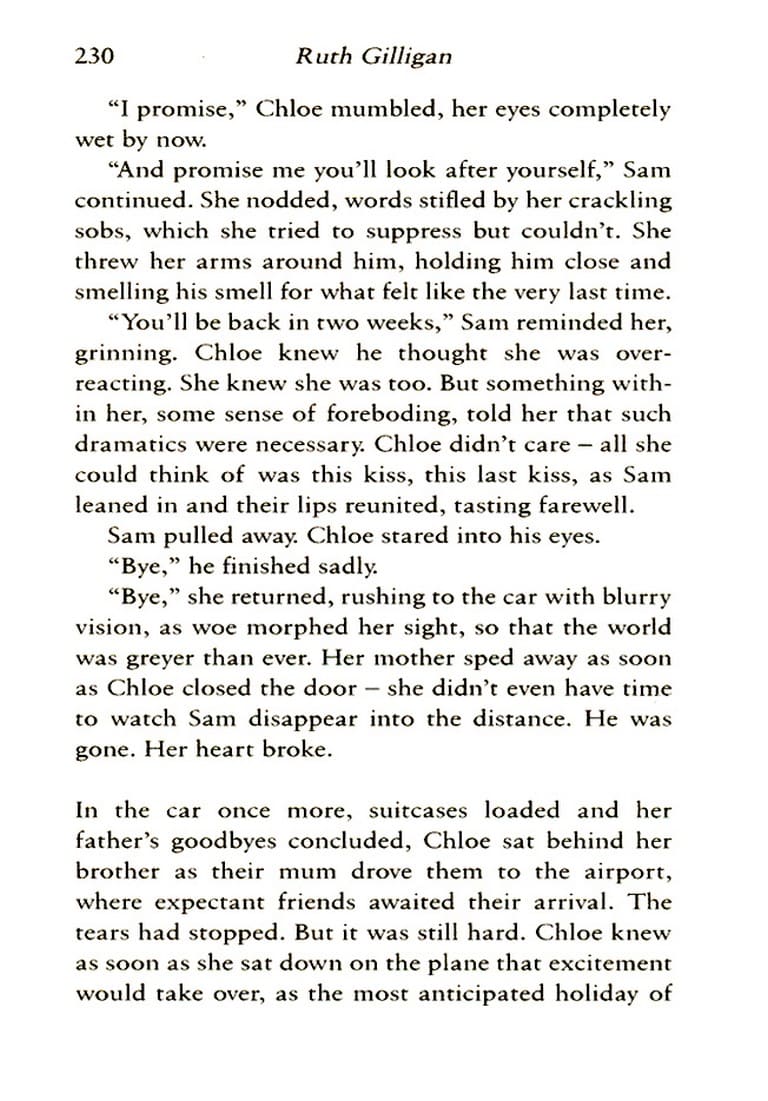 230 Ruth Gilligan
“I promise,” Chloe mumbled, her eyes completely
wet by now.
“And promise me you’ll look after yourself,” Sam
continued. She nodded, words stifled by her crackling
sobs, which she tried to suppress but couldn’t. She
threw her arms around him, holding him close and
smelling his smell for what felt like the very last time.
“You’ll be back in two weeks,” Sam reminded her,
grinning. Chloe knew he thought she was over-
reacting. She knew she was too. But something with-
in her, some sense of foreboding, told her that such
dramatics were necessary. Chloe didn’t care – all she
could think of was this kiss, this last kiss, as Sam
leaned in and their lips reunited, tasting farewell.
Sam pulled away. Chloe stared into his eyes.
“Bye,” he finished sadly.
“Bye,” she returned, rushing to the car with blurry
vision, as woe morphed her sight, so that the world
was greyer than ever. Her mother sped away as soon
as Chloe closed the door – she didn’t even have time
to watch Sam disappear into the distance. He was
gone. Her heart broke.
In the car once more, suitcases loaded and her
father’s goodbyes concluded, Chloe sat behind her
brother as their mum drove them to the airport,
where expectant friends awaited their arrival. The
tears had stopped. But it was still hard. Chloe knew
as soon as she sat down on the plane that excitement
would take over, as the most anticipated holiday of